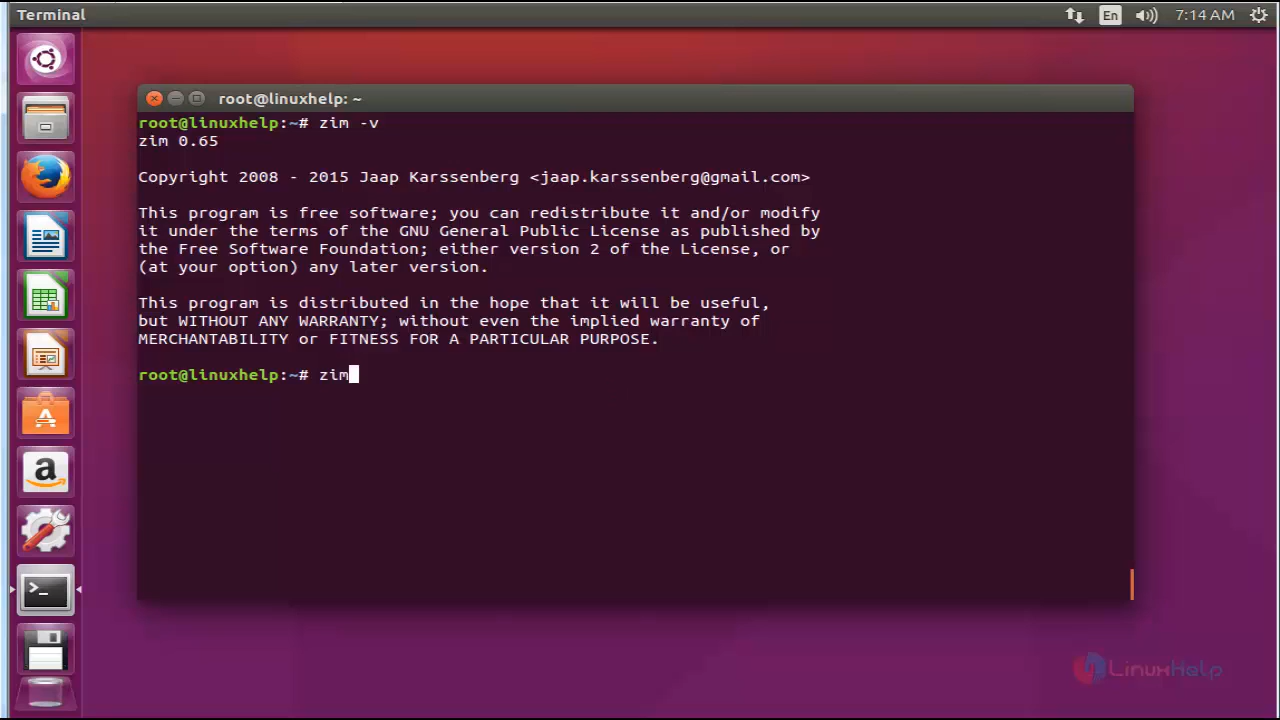 Terminal
En
7:14 AM
root@linuxhelp: ~
root@linuxhelp:~# zim -v
zim 0.65
Copyright 2008 - 2015 Jaap Karssenberg <jaap.karssenberg@gmail.com>
This program is free software; you can redistribute it and/or modify
it under the terms of the GNU General Public License as published by
the Free Software Foundation; either version 2 of the License, or
(at your option) any later version.
This program is distributed in the hope that it will be useful,
but WITHOUT ANY WARRANTY; without even the implied warranty of
MERCHANTABILITY or FITNESS FOR A PARTICULAR PURPOSE.
root@linuxhelp:~# zim
LinuxHelp